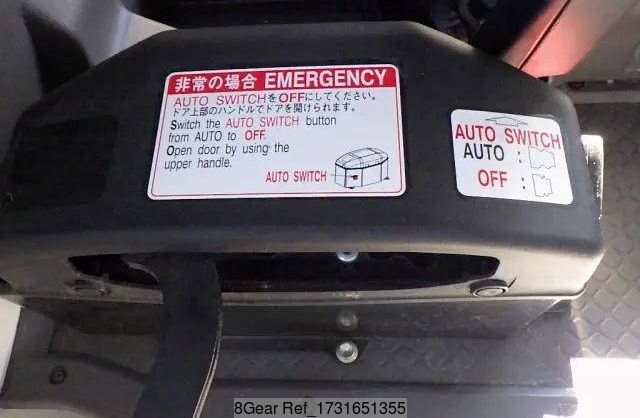 非常の場合 EMERGENCY
AUTO SWITCHをOFFにしてください。
ドア上部のハンドルでドアを開けられます。
Switch the AUTO SWITCH button
from AUTO to OFF.
Open door by using the
upper handle.
AUTO SWITCH
AUTO SWITCH
AUTO :
OFF :
8Gear Ref_1731651355